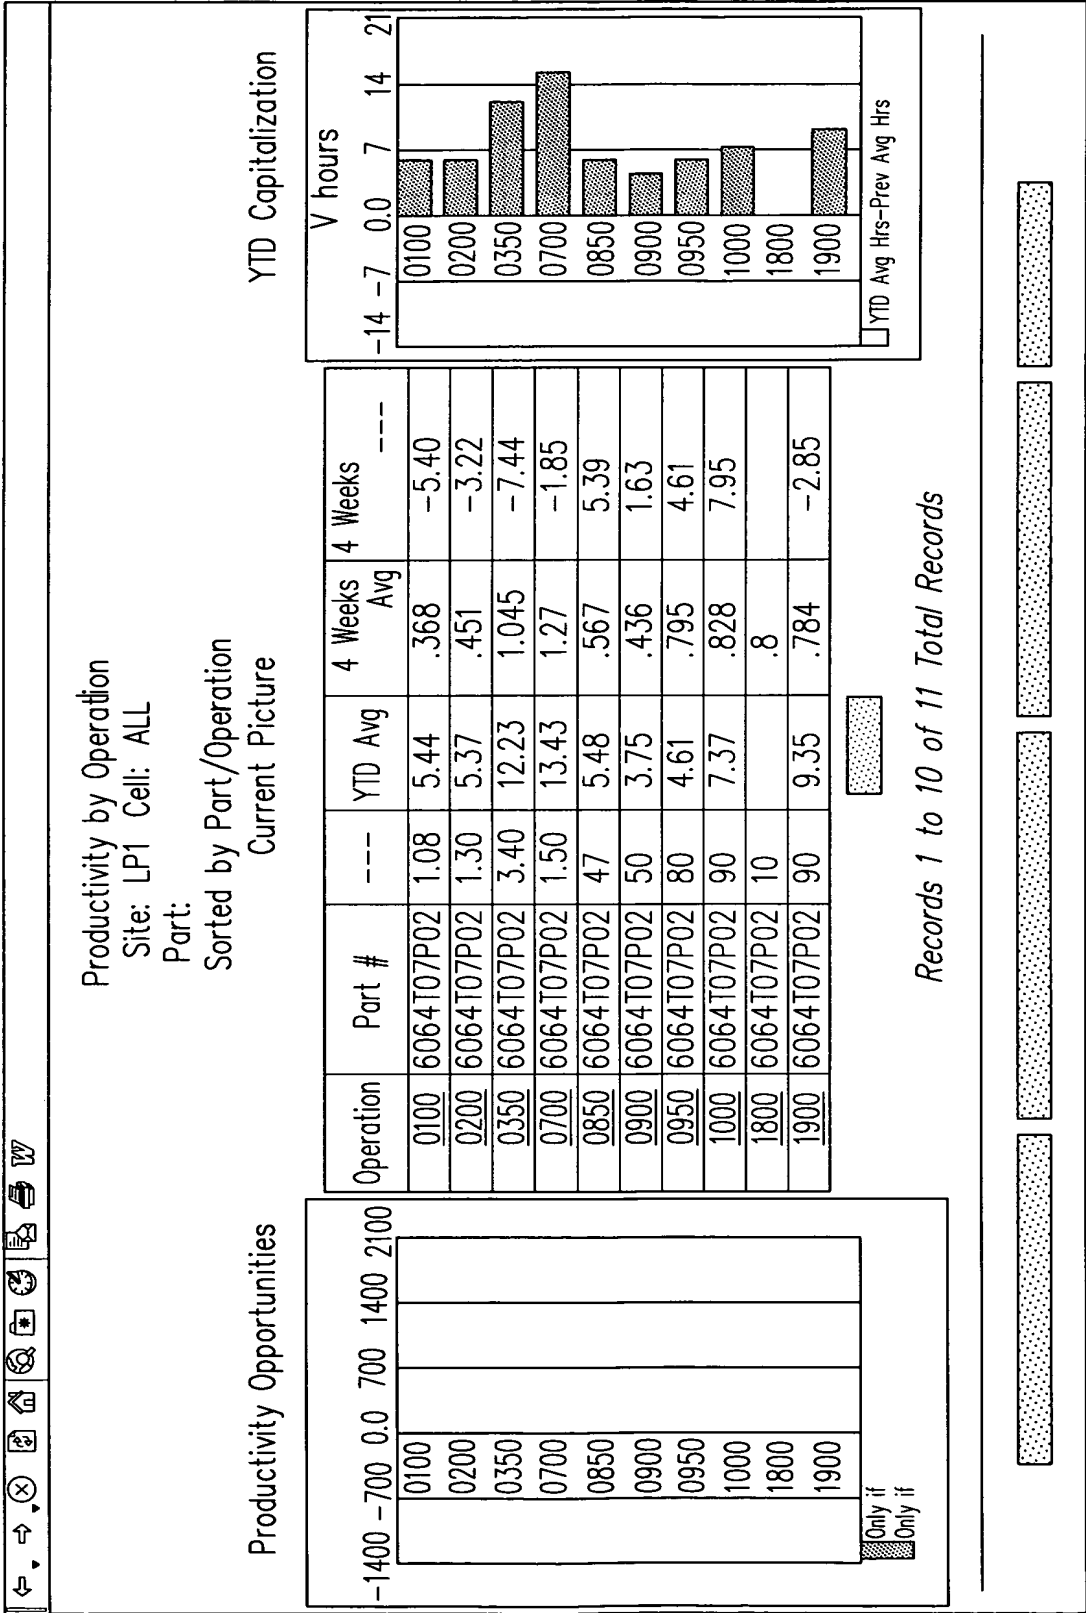 W
Productivity by Operation
Site: LP1 Cell: ALL
Part:
Sorted by Part/Operation
Current Picture
Productivity Opportunities
-1400 -700 0.0 700 1400 2100
0100
0200
0350
0700
0850
0900
0950
1000
1800
1900
Only if
Only if
Operation Part # --- YTD Avg 4 Weeks Avg 4 Weeks ---
0100 6064T07P02 1.08 5.44 .368 -5.40
0200 6064T07P02 1.30 5.37 .451 -3.22
0350 6064T07P02 3.40 12.23 1.045 -7.44
0700 6064T07P02 1.50 13.43 1.27 -1.85
0850 6064T07P02 47 5.48 .567 5.39
0900 6064T07P02 50 3.75 .436 1.63
0950 6064T07P02 80 4.61 .795 4.61
1000 6064T07P02 90 7.37 .828 7.95
1800 6064T07P02 10 .8
1900 6064T07P02 90 9.35 .784 -2.85
Records 1 to 10 of 11 Total Records
YTD Capitalization
V hours
-14 -7 0.0 7 14 21
0100
0200
0350
0700
0850
0900
0950
1000
1800
1900
YTD Avg Hrs-Prev Avg Hrs